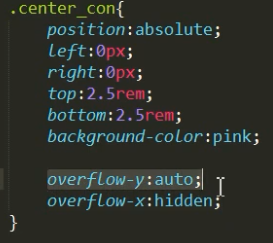 .center_con{
position:absolute;
left:0px;
right:0px;
top:2.5rem;
bottom:2.5rem;
background-color:pink;
overflow-y:auto;
overflow-x:hidden;
}